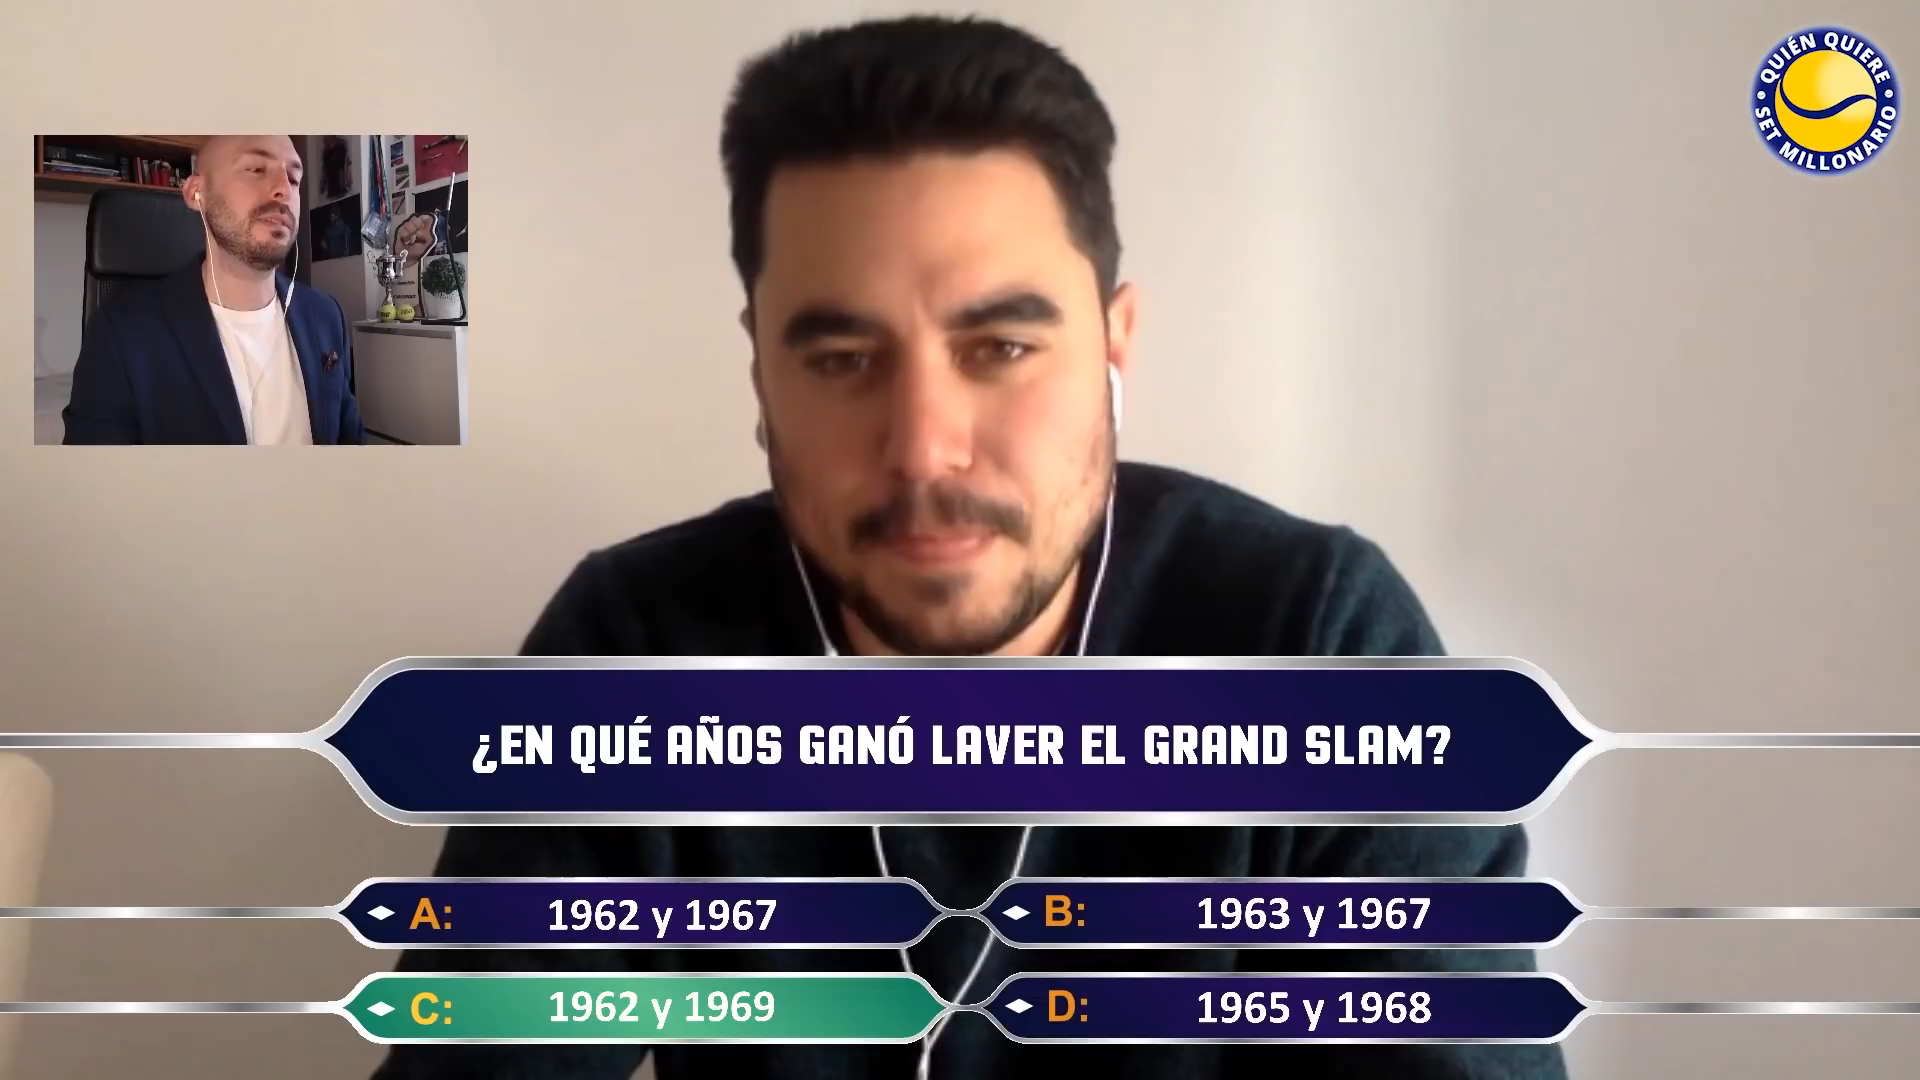 QUIÉN QUIERE
SET MILLONARIO
¿EN QUÉ AÑOS GANÓ LAVER EL GRAND SLAM?
A: 1962 y 1967
B: 1963 y 1967
C: 1962 y 1969
D: 1965 y 1968